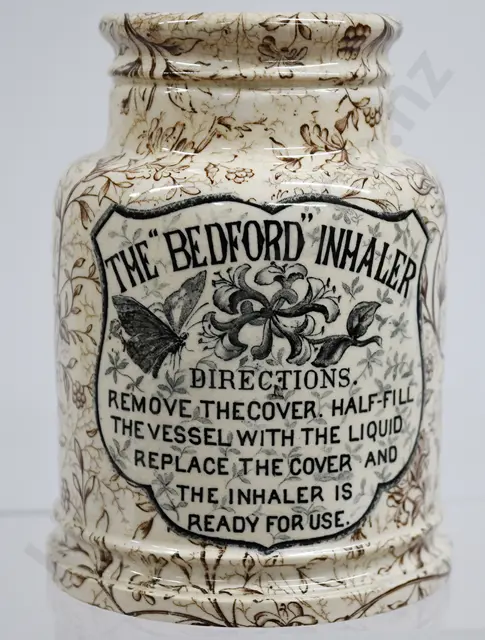 THE "BEDFORD" INHALER
DIRECTIONS.
REMOVE THE COVER. HALF-FILL
THE VESSEL WITH THE LIQUID
REPLACE THE COVER AND
THE INHALER IS
READY FOR USE.